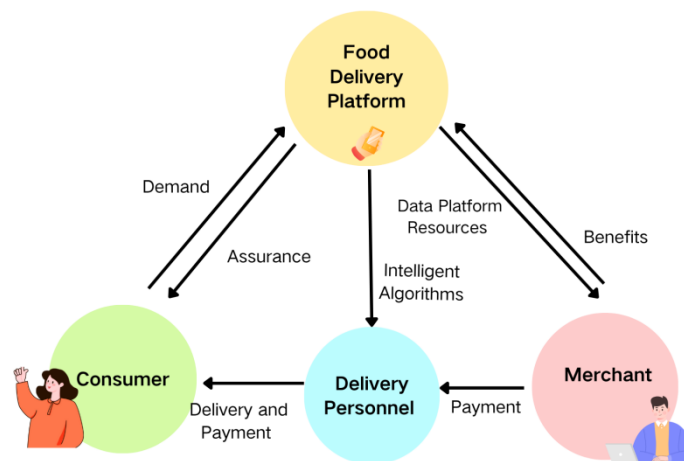 Food
Delivery
Platform
Demand
Assurance
Data Platform
Resources
Benefits
Intelligent
Algorithms
Consumer
Delivery
Personnel
Merchant
Delivery and
Payment
Payment